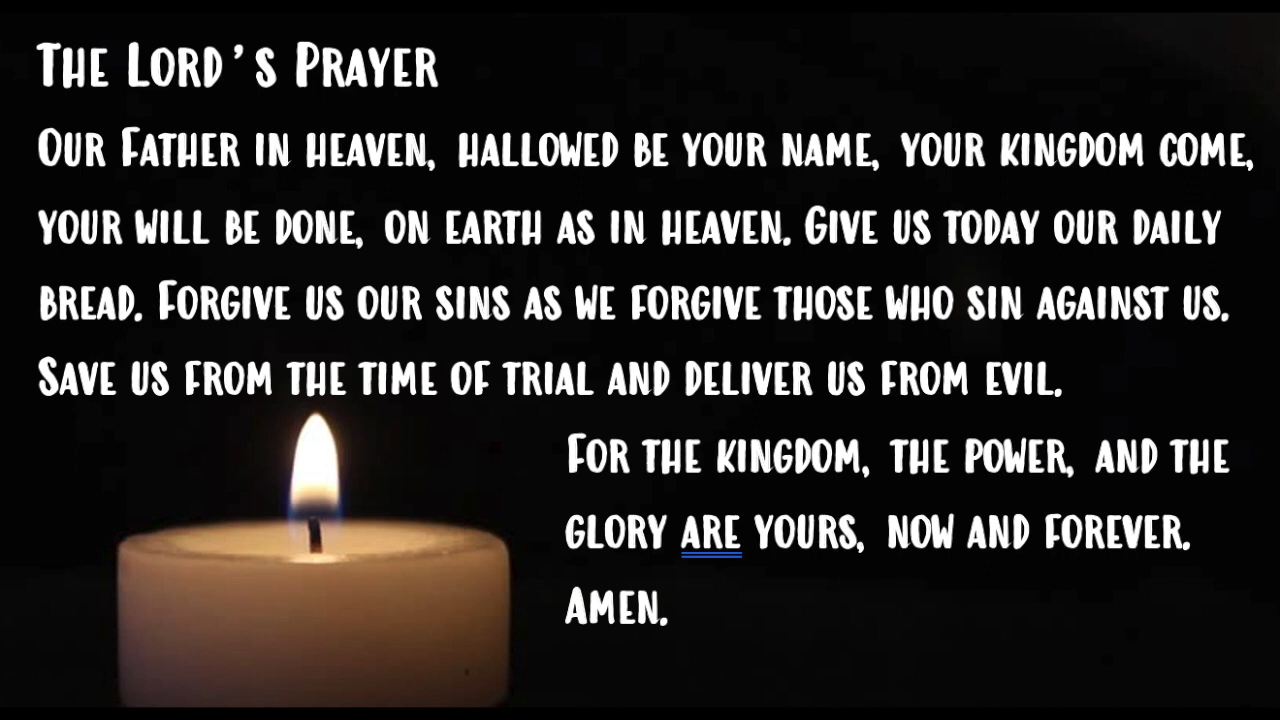 The Lord's Prayer
Our Father in heaven, hallowed be your name, your kingdom come,
your will be done, on earth as in heaven. Give us today our daily
bread. Forgive us our sins as we forgive those who sin against us.
Save us from the time of trial and deliver us from evil.
For the kingdom, the power, and the
glory are yours, now and forever.
Amen.